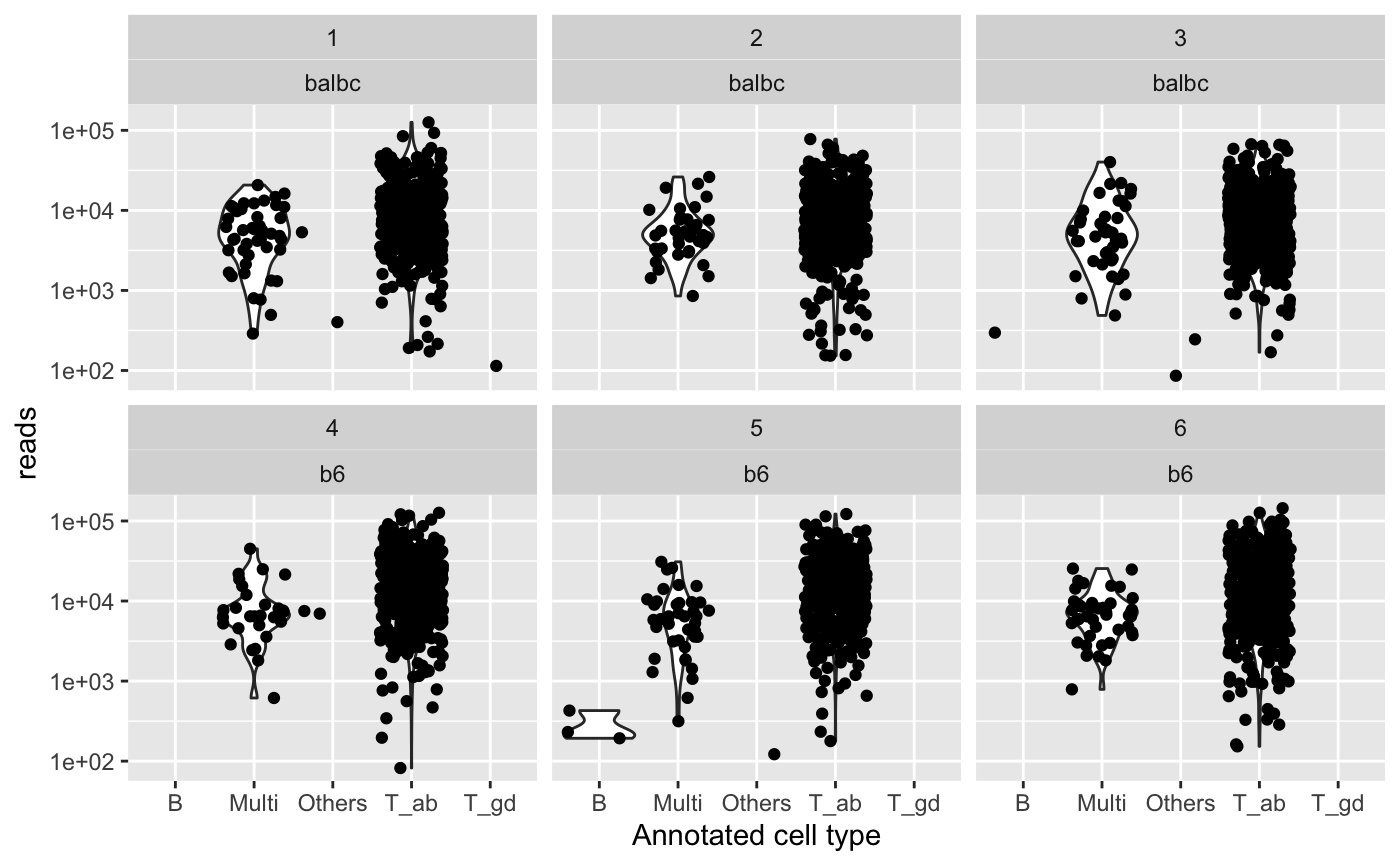 1 2 3
balbc balbc balbc
1e+05
1e+04
1e+03
1e+02
reads
4 5 6
b6 b6 b6
1e+05
1e+04
1e+03
1e+02
B Multi Others T_ab T_gd B Multi Others T_ab T_gd B Multi Others T_ab T_gd
Annotated cell type